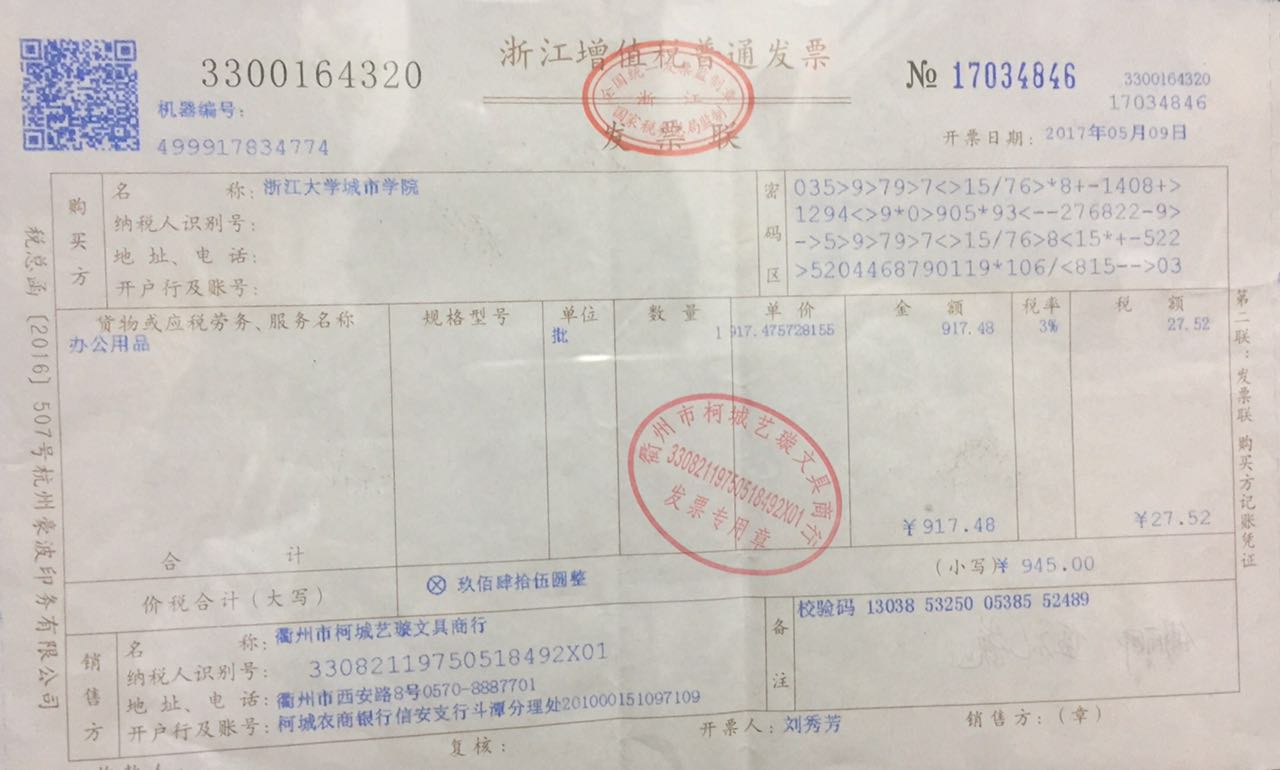 浙江增值税普通发票
发票联
全国统一发票监制章
浙江
国家税务总局监制
3300164320
机器编号:
499917834774
№ 17034846
3300164320
17034846
开票日期: 2017年05月09日
购买方
名 称: 浙江大学城市学院
纳税人识别号:
地 址、电 话:
开户行及账号:
密码区
035>9>79>7<>15/76>*8+-1408+>
1294<>9*0>905*93<--276822-9>
->5>9>79>7<>15/76>8<15*+-522
>5204468790119*106/<815-->03
货物或应税劳务、服务名称 规格型号 单位 数 量 单 价 金 额 税率 税 额
办公用品 批 1 917.475728155 917.48 3% 27.52
衢州市柯城艺璇文具商行
33082119750518492X01
发票专用章
合 计 ¥917.48 ¥27.52
价税合计(大写) ⊗ 玖佰肆拾伍圆整 (小写)¥ 945.00
销售方
名 称: 衢州市柯城艺璇文具商行
纳税人识别号: 33082119750518492X01
地 址、电 话: 衢州市西安路8号0570-8887701
开户行及账号: 柯城农商银行信安支行斗潭分理处201000151097109
备注
校验码 13038 53250 05385 52489
复核:
开票人: 刘秀芳
销售方:(章)
税总函〔2016〕507号杭州豪波印务有限公司
第二联:发票联 购买方记账凭证